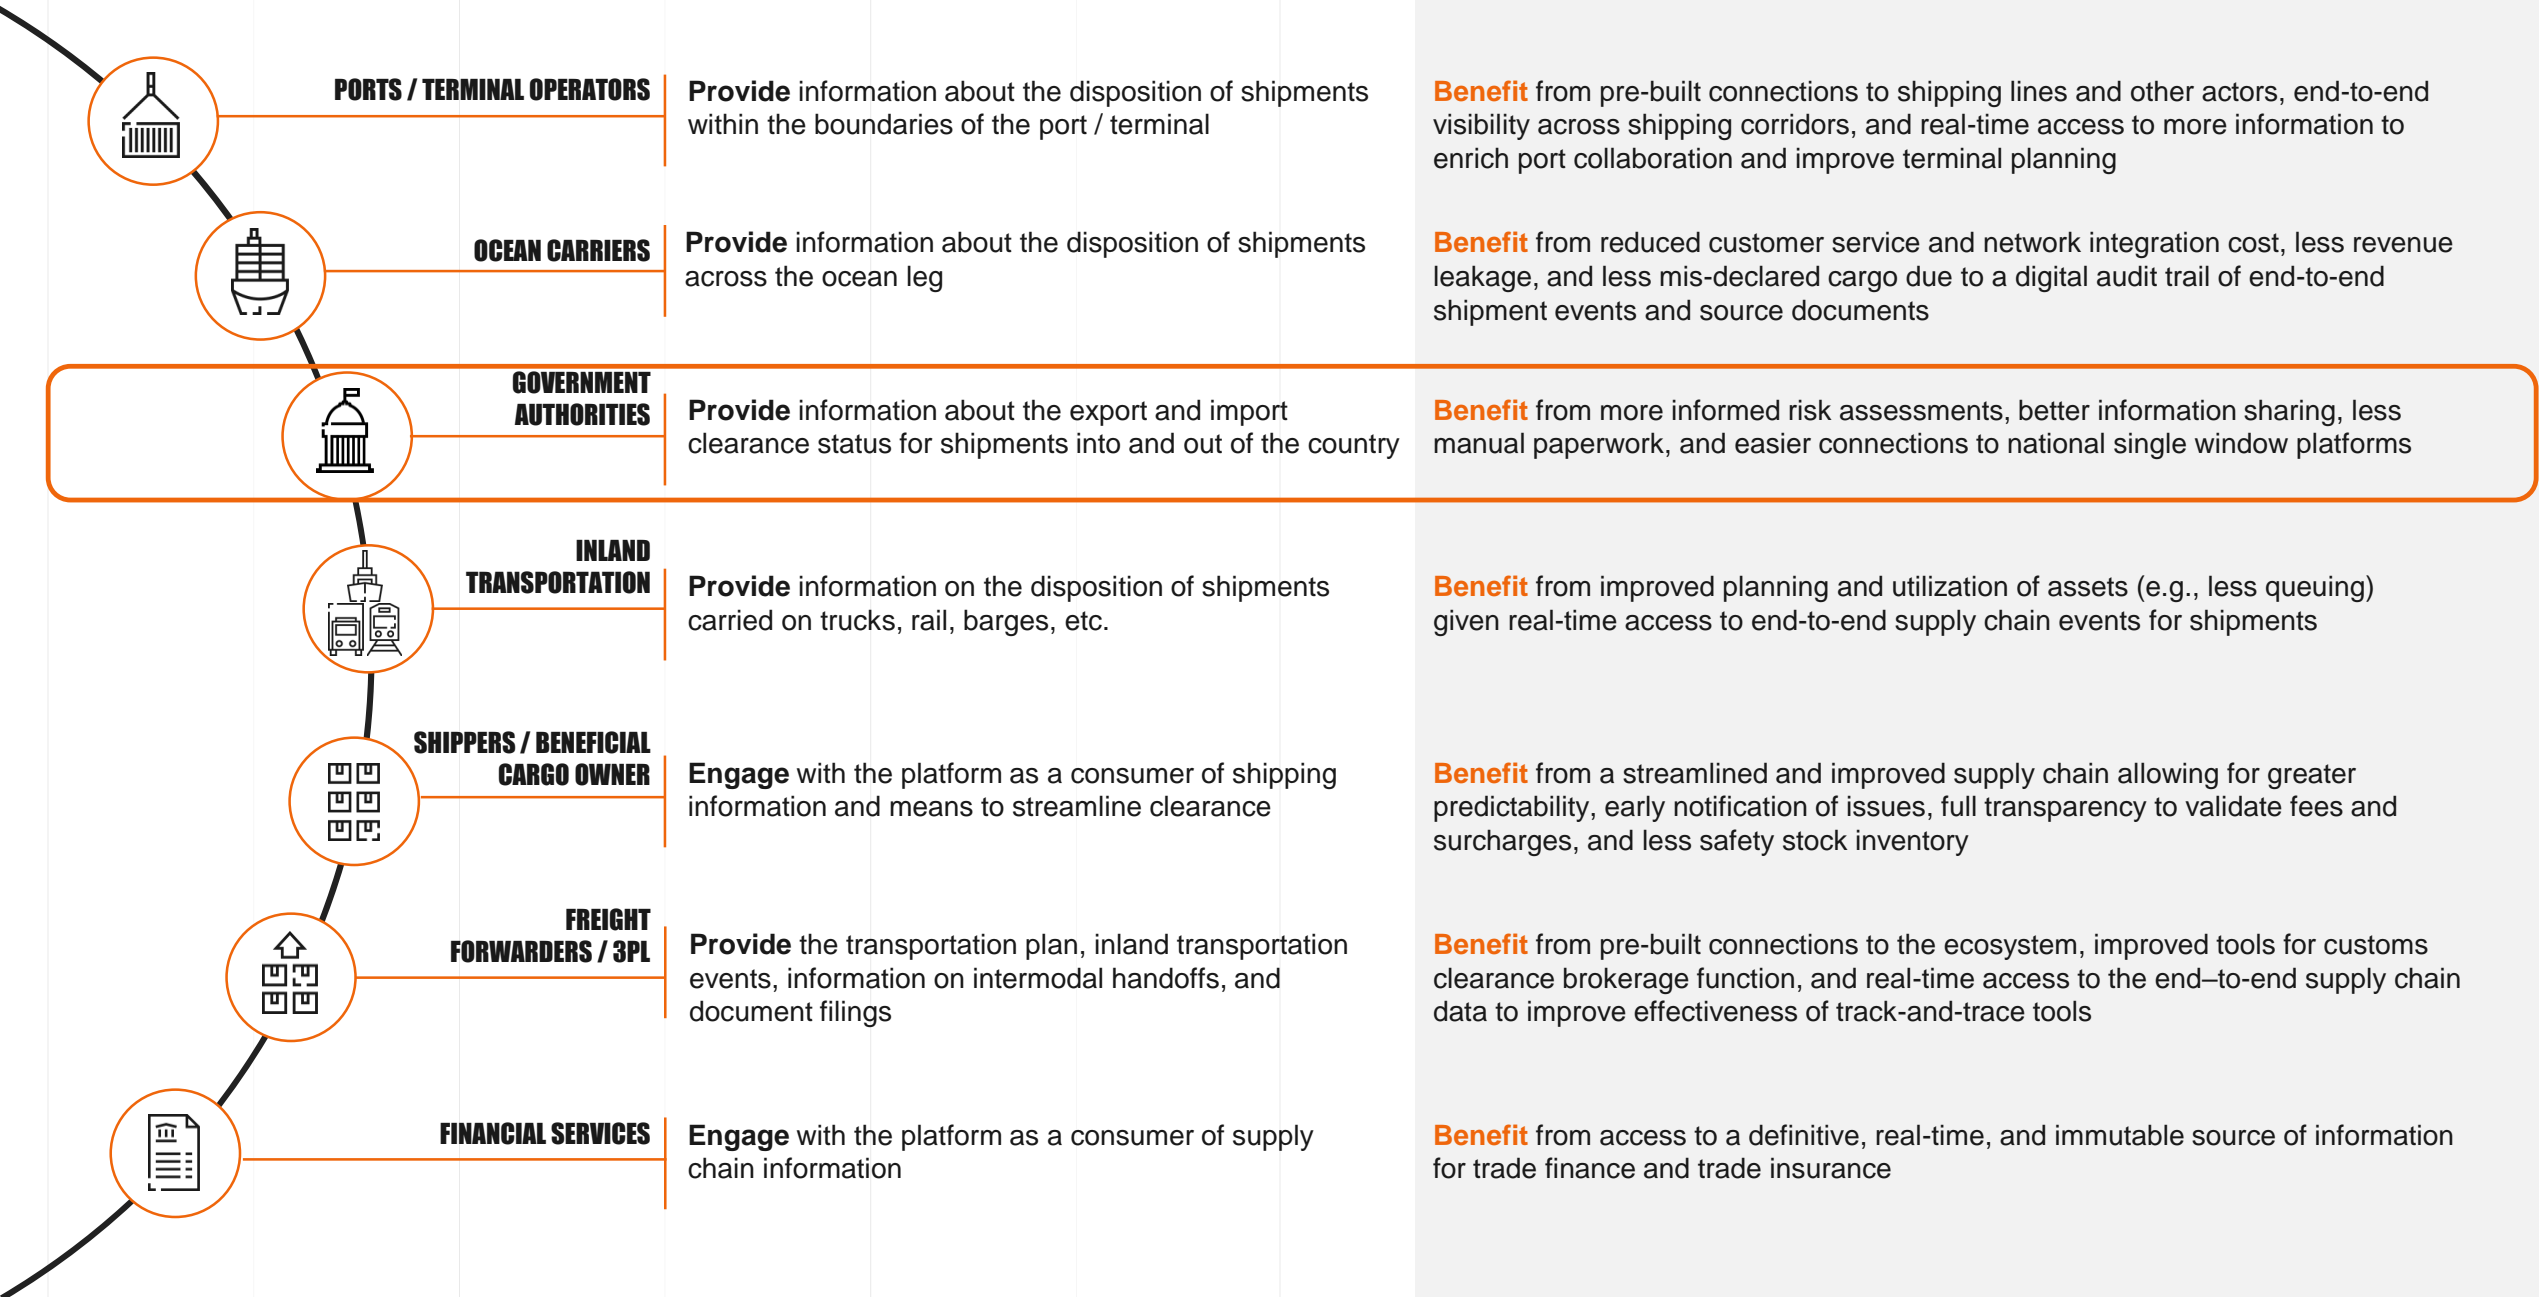 PORTS / TERMINAL OPERATORS
Provide information about the disposition of shipments
within the boundaries of the port / terminal
Benefit from pre-built connections to shipping lines and other actors, end-to-end
visibility across shipping corridors, and real-time access to more information to
enrich port collaboration and improve terminal planning
OCEAN CARRIERS
Provide information about the disposition of shipments
across the ocean leg
Benefit from reduced customer service and network integration cost, less revenue
leakage, and less mis-declared cargo due to a digital audit trail of end-to-end
shipment events and source documents
GOVERNMENT
AUTHORITIES
Provide information about the export and import
clearance status for shipments into and out of the country
Benefit from more informed risk assessments, better information sharing, less
manual paperwork, and easier connections to national single window platforms
INLAND
TRANSPORTATION
Provide information on the disposition of shipments
carried on trucks, rail, barges, etc.
Benefit from improved planning and utilization of assets (e.g., less queuing)
given real-time access to end-to-end supply chain events for shipments
SHIPPERS / BENEFICIAL
CARGO OWNER
Engage with the platform as a consumer of shipping
information and means to streamline clearance
Benefit from a streamlined and improved supply chain allowing for greater
predictability, early notification of issues, full transparency to validate fees and
surcharges, and less safety stock inventory
FREIGHT
FORWARDERS / 3PL
Provide the transportation plan, inland transportation
events, information on intermodal handoffs, and
document filings
Benefit from pre-built connections to the ecosystem, improved tools for customs
clearance brokerage function, and real-time access to the end–to-end supply chain
data to improve effectiveness of track-and-trace tools
FINANCIAL SERVICES
Engage with the platform as a consumer of supply
chain information
Benefit from access to a definitive, real-time, and immutable source of information
for trade finance and trade insurance